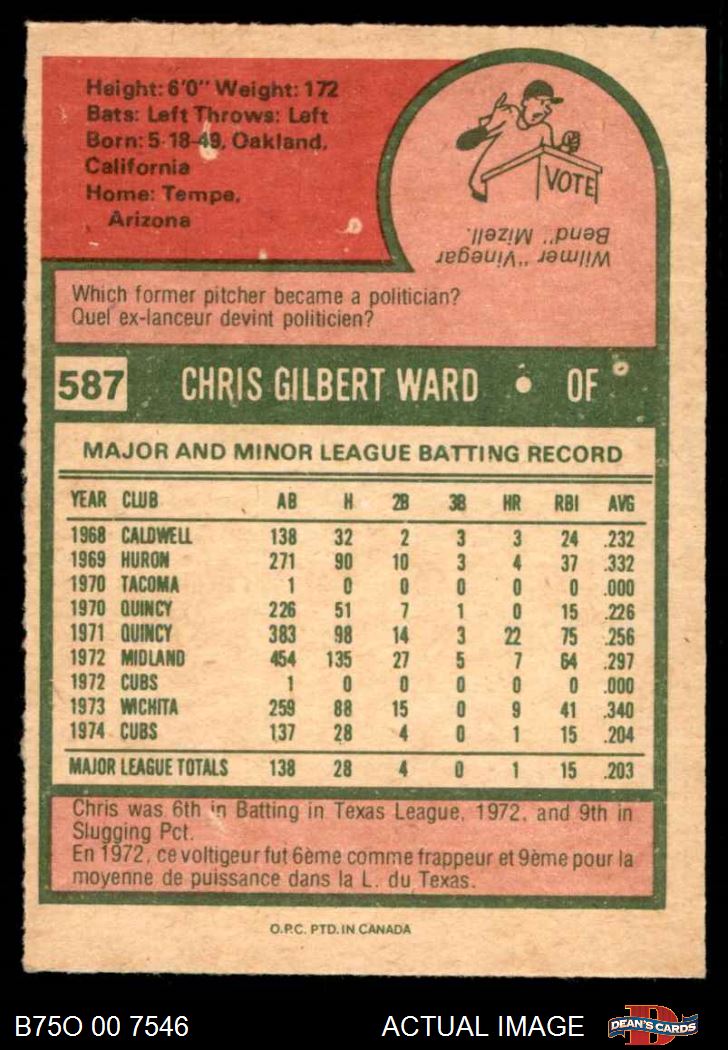 Height: 6'0" Weight: 172
Bats: Left Throws: Left
Born: 5-18-49, Oakland,
California
Home: Tempe,
Arizona
VOTE
Wilmer "Vinegar
Bend" Mizell.
Which former pitcher became a politician?
Quel ex-lanceur devint politicien?
587 CHRIS GILBERT WARD • OF
MAJOR AND MINOR LEAGUE BATTING RECORD
YEAR CLUB AB H 2B 3B HR RBI AVG
1968 CALDWELL 138 32 2 3 3 24 .232
1969 HURON 271 90 10 3 4 37 .332
1970 TACOMA 1 0 0 0 0 0 .000
1970 QUINCY 226 51 7 1 0 15 .226
1971 QUINCY 383 98 14 3 22 75 .256
1972 MIDLAND 454 135 27 5 7 64 .297
1972 CUBS 1 0 0 0 0 0 .000
1973 WICHITA 259 88 15 0 9 41 .340
1974 CUBS 137 28 4 0 1 15 .204
MAJOR LEAGUE TOTALS 138 28 4 0 1 15 .203
Chris was 6th in Batting in Texas League, 1972, and 9th in
Slugging Pct.
En 1972, ce voltigeur fut 6ème comme frappeur et 9ème pour la
moyenne de puissance dans la L. du Texas.
O.P.C. PTD. IN CANADA
B75O 00 7546 ACTUAL IMAGE D DEAN'S CARDS